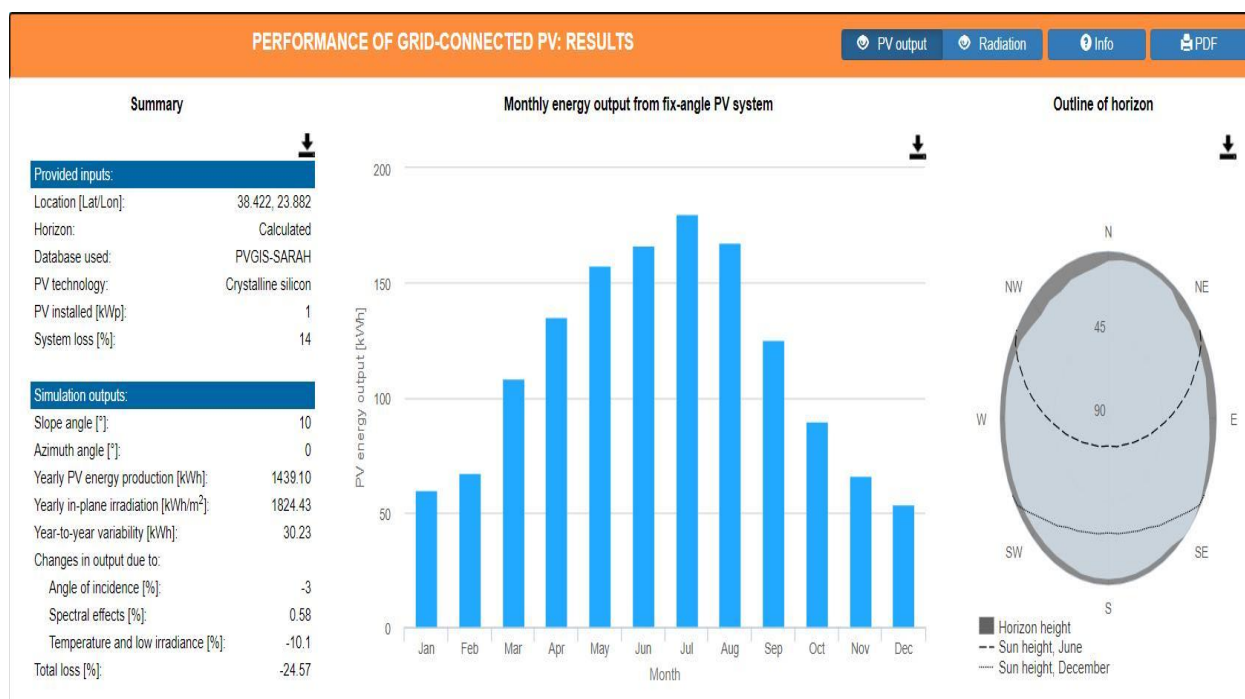 PERFORMANCE OF GRID-CONNECTED PV: RESULTS
PV output
Radiation
Info
PDF
Summary
Provided inputs:
Location [Lat/Lon]: 38.422, 23.882
Horizon: Calculated
Database used: PVGIS-SARAH
PV technology: Crystalline silicon
PV installed [kWp]: 1
System loss [%]: 14
Simulation outputs:
Slope angle [°]: 10
Azimuth angle [°]: 0
Yearly PV energy production [kWh]: 1439.10
Yearly in-plane irradiation [kWh/m²]: 1824.43
Year-to-year variability [kWh]: 30.23
Changes in output due to:
Angle of incidence [%]: -3
Spectral effects [%]: 0.58
Temperature and low irradiance [%]: -10.1
Total loss [%]: -24.57
Monthly energy output from fix-angle PV system
PV energy output [kWh]
200
150
100
50
0
Jan Feb Mar Apr May Jun Jul Aug Sep Oct Nov Dec
Month
Outline of horizon
N
NW NE
45
W 90 E
SW SE
S
Horizon height
Sun height, June
Sun height, December